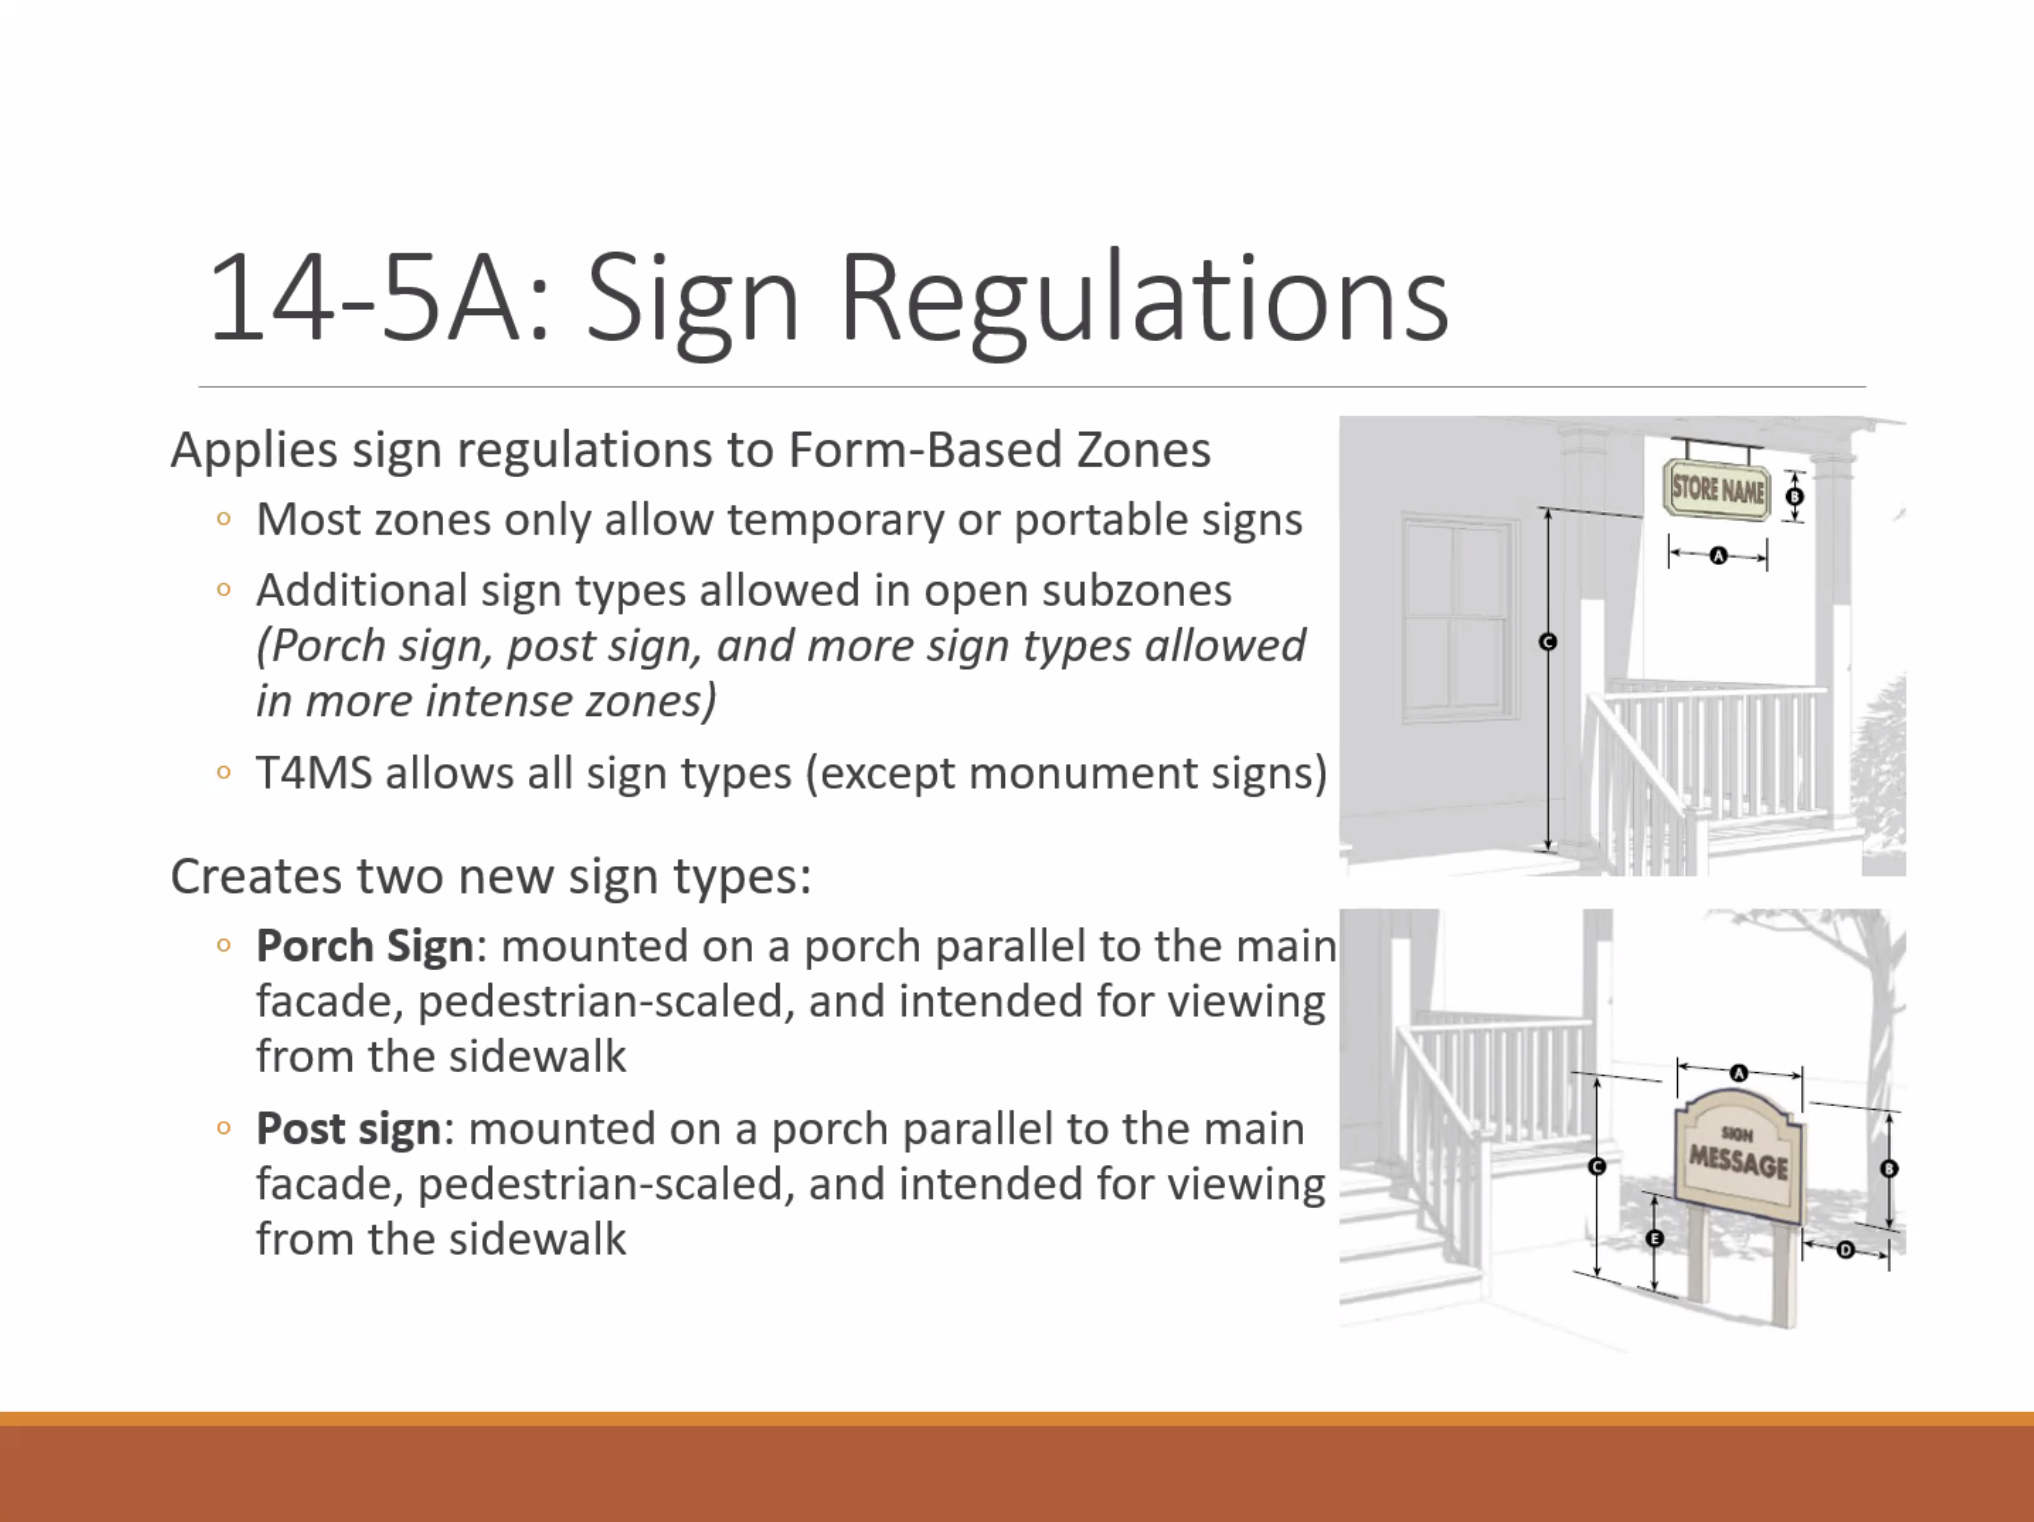 14-5A: Sign Regulations
Applies sign regulations to Form-Based Zones
◦ Most zones only allow temporary or portable signs
◦ Additional sign types allowed in open subzones
(Porch sign, post sign, and more sign types allowed
in more intense zones)
◦ T4MS allows all sign types (except monument signs)
Creates two new sign types:
◦ Porch Sign: mounted on a porch parallel to the main
facade, pedestrian-scaled, and intended for viewing
from the sidewalk
◦ Post sign: mounted on a porch parallel to the main
facade, pedestrian-scaled, and intended for viewing
from the sidewalk
STORE NAME
B
A
C
A
SIGN
MESSAGE
C
B
E
D